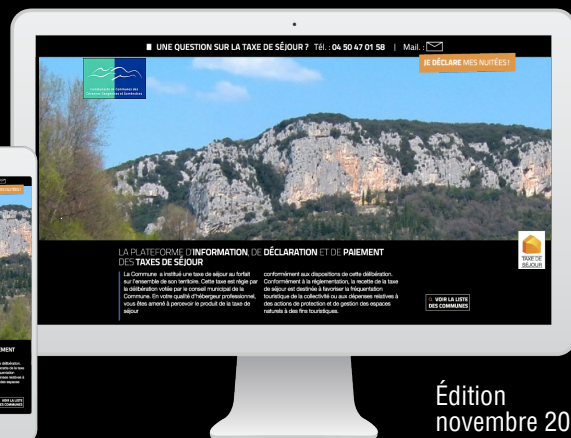 ■ UNE QUESTION SUR LA TAXE DE SÉJOUR ? Tél. : 04 50 47 01 58 | Mail. :
JE DÉCLARE MES NUITÉES !
LA PLATEFORME D'INFORMATION, DE DÉCLARATION ET DE PAIEMENT
DES TAXES DE SÉJOUR
La Commune a institué une taxe de séjour au forfait
sur l'ensemble de son territoire. Cette taxe est régie par
la délibération votée par le conseil municipal de la
Commune. En votre qualité d'hébergeur professionnel,
vous êtes amené à percevoir le produit de la taxe de
séjour
conformément aux dispositions de cette délibération.
Conformément à la réglementation, la recette de la taxe
de séjour est destinée à favoriser la fréquentation
touristique de la collectivité ou aux dépenses relatives à
des actions de protection et de gestion des espaces
naturels à des fins touristiques.
TAXE DE
SÉJOUR
VOIR LA LISTE
DES COMMUNES
VOIR LA LISTE
DES COMMUNES
Édition
novembre 20